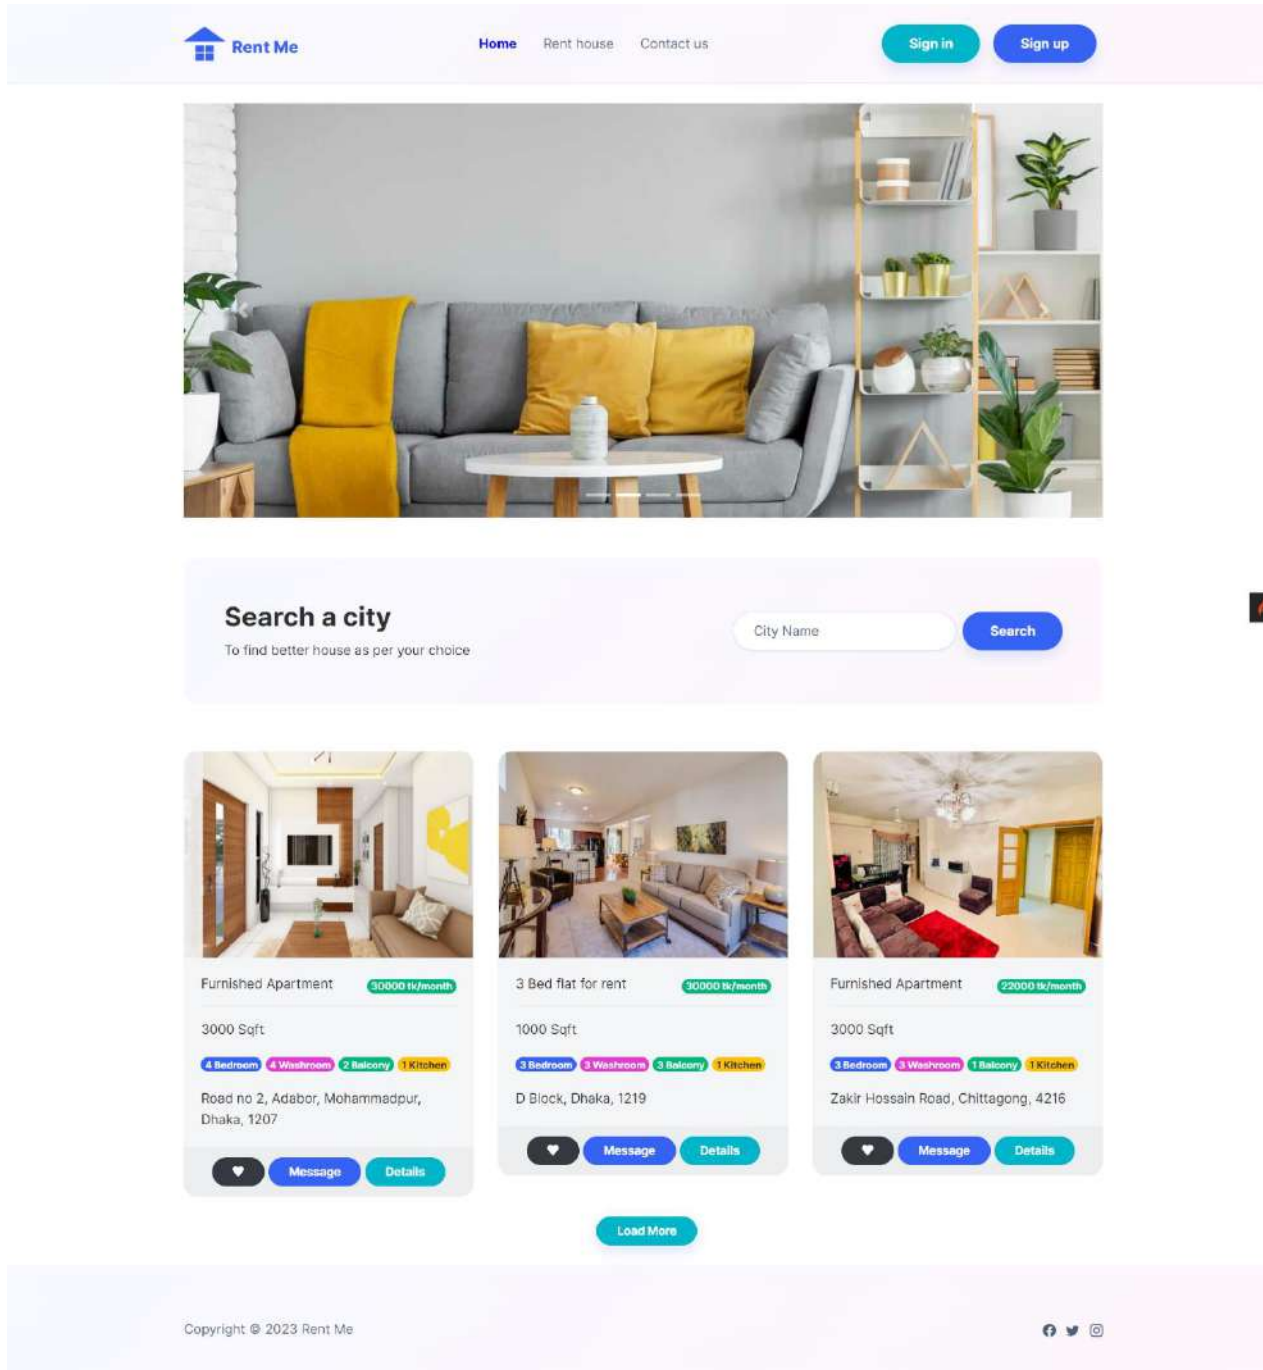 Rent Me
Home Rent house Contact us
Sign in Sign up
Search a city
To find better house as per your choice
City Name Search
Furnished Apartment 30000 tk/month
3000 Sqft
4 Bedroom 4 Washroom 2 Balcony 1 Kitchen
Road no 2, Adabor, Mohammadpur,
Dhaka, 1207
Message Details
3 Bed flat for rent 30000 tk/month
1000 Sqft
3 Bedroom 3 Washroom 3 Balcony 1 Kitchen
D Block, Dhaka, 1219
Message Details
Furnished Apartment 22000 tk/month
3000 Sqft
3 Bedroom 3 Washroom 1 Balcony 1 Kitchen
Zakir Hossain Road, Chittagong, 4216
Message Details
Load More
Copyright © 2023 Rent Me